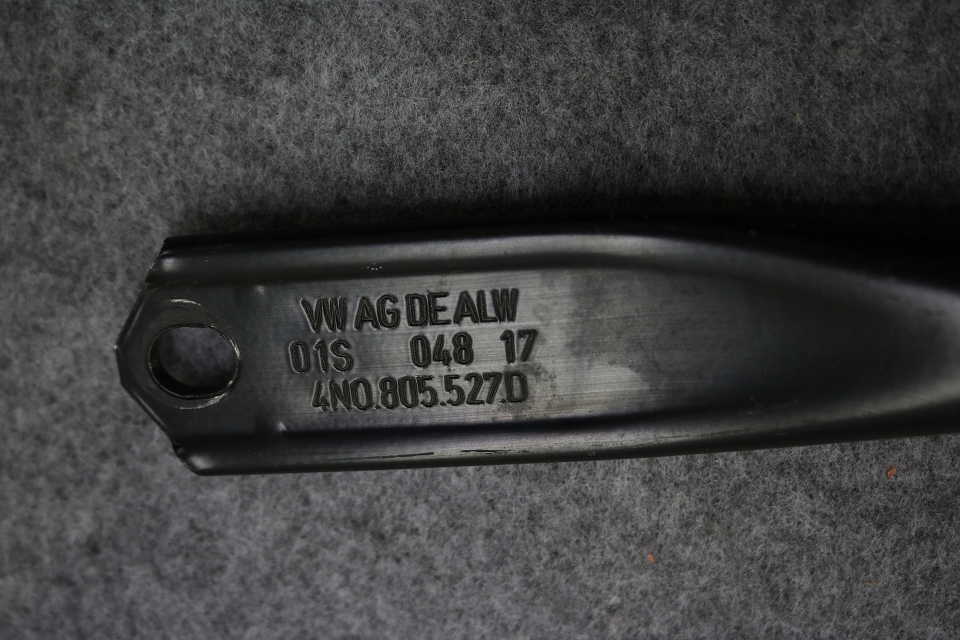 VW AG DE ALW
01S 048 17
4N0.805.527.D